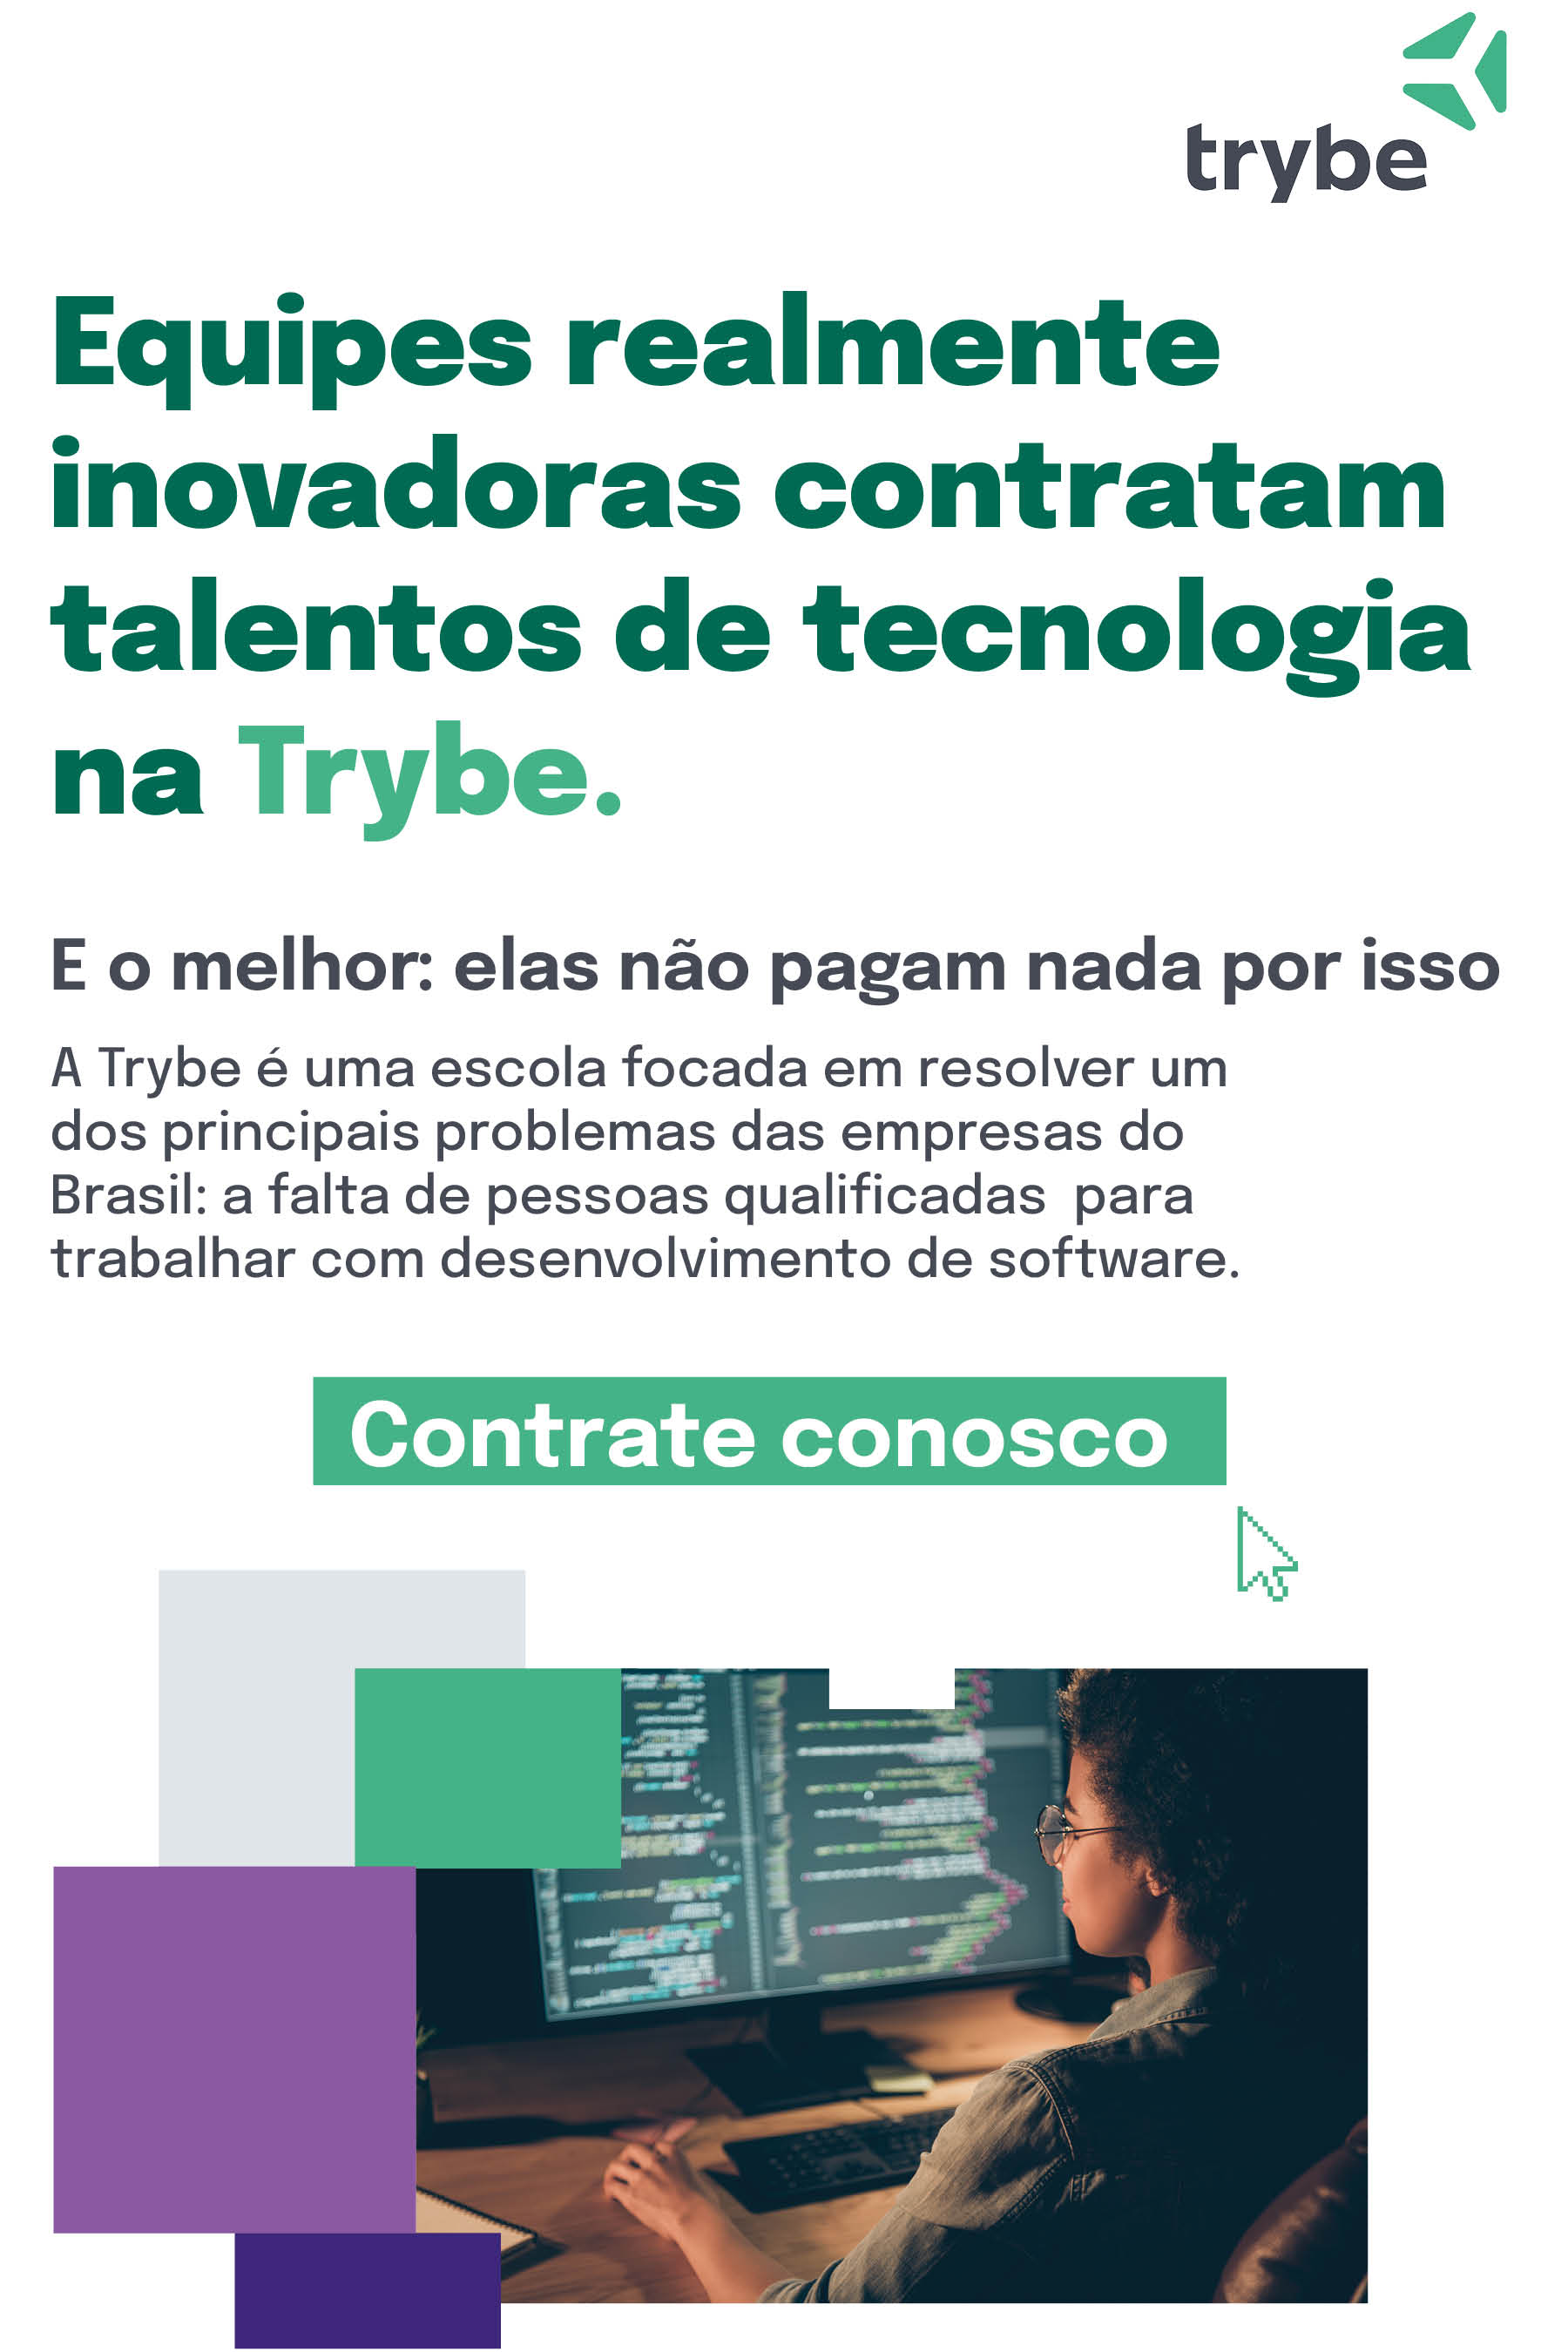 trybe
Equipes realmente
inovadoras contratam
talentos de tecnologia
na Trybe.
E o melhor: elas não pagam nada por isso
A Trybe é uma escola focada em resolver um
dos principais problemas das empresas do
Brasil: a falta de pessoas qualificadas  para
trabalhar com desenvolvimento de software.
Contrate conosco